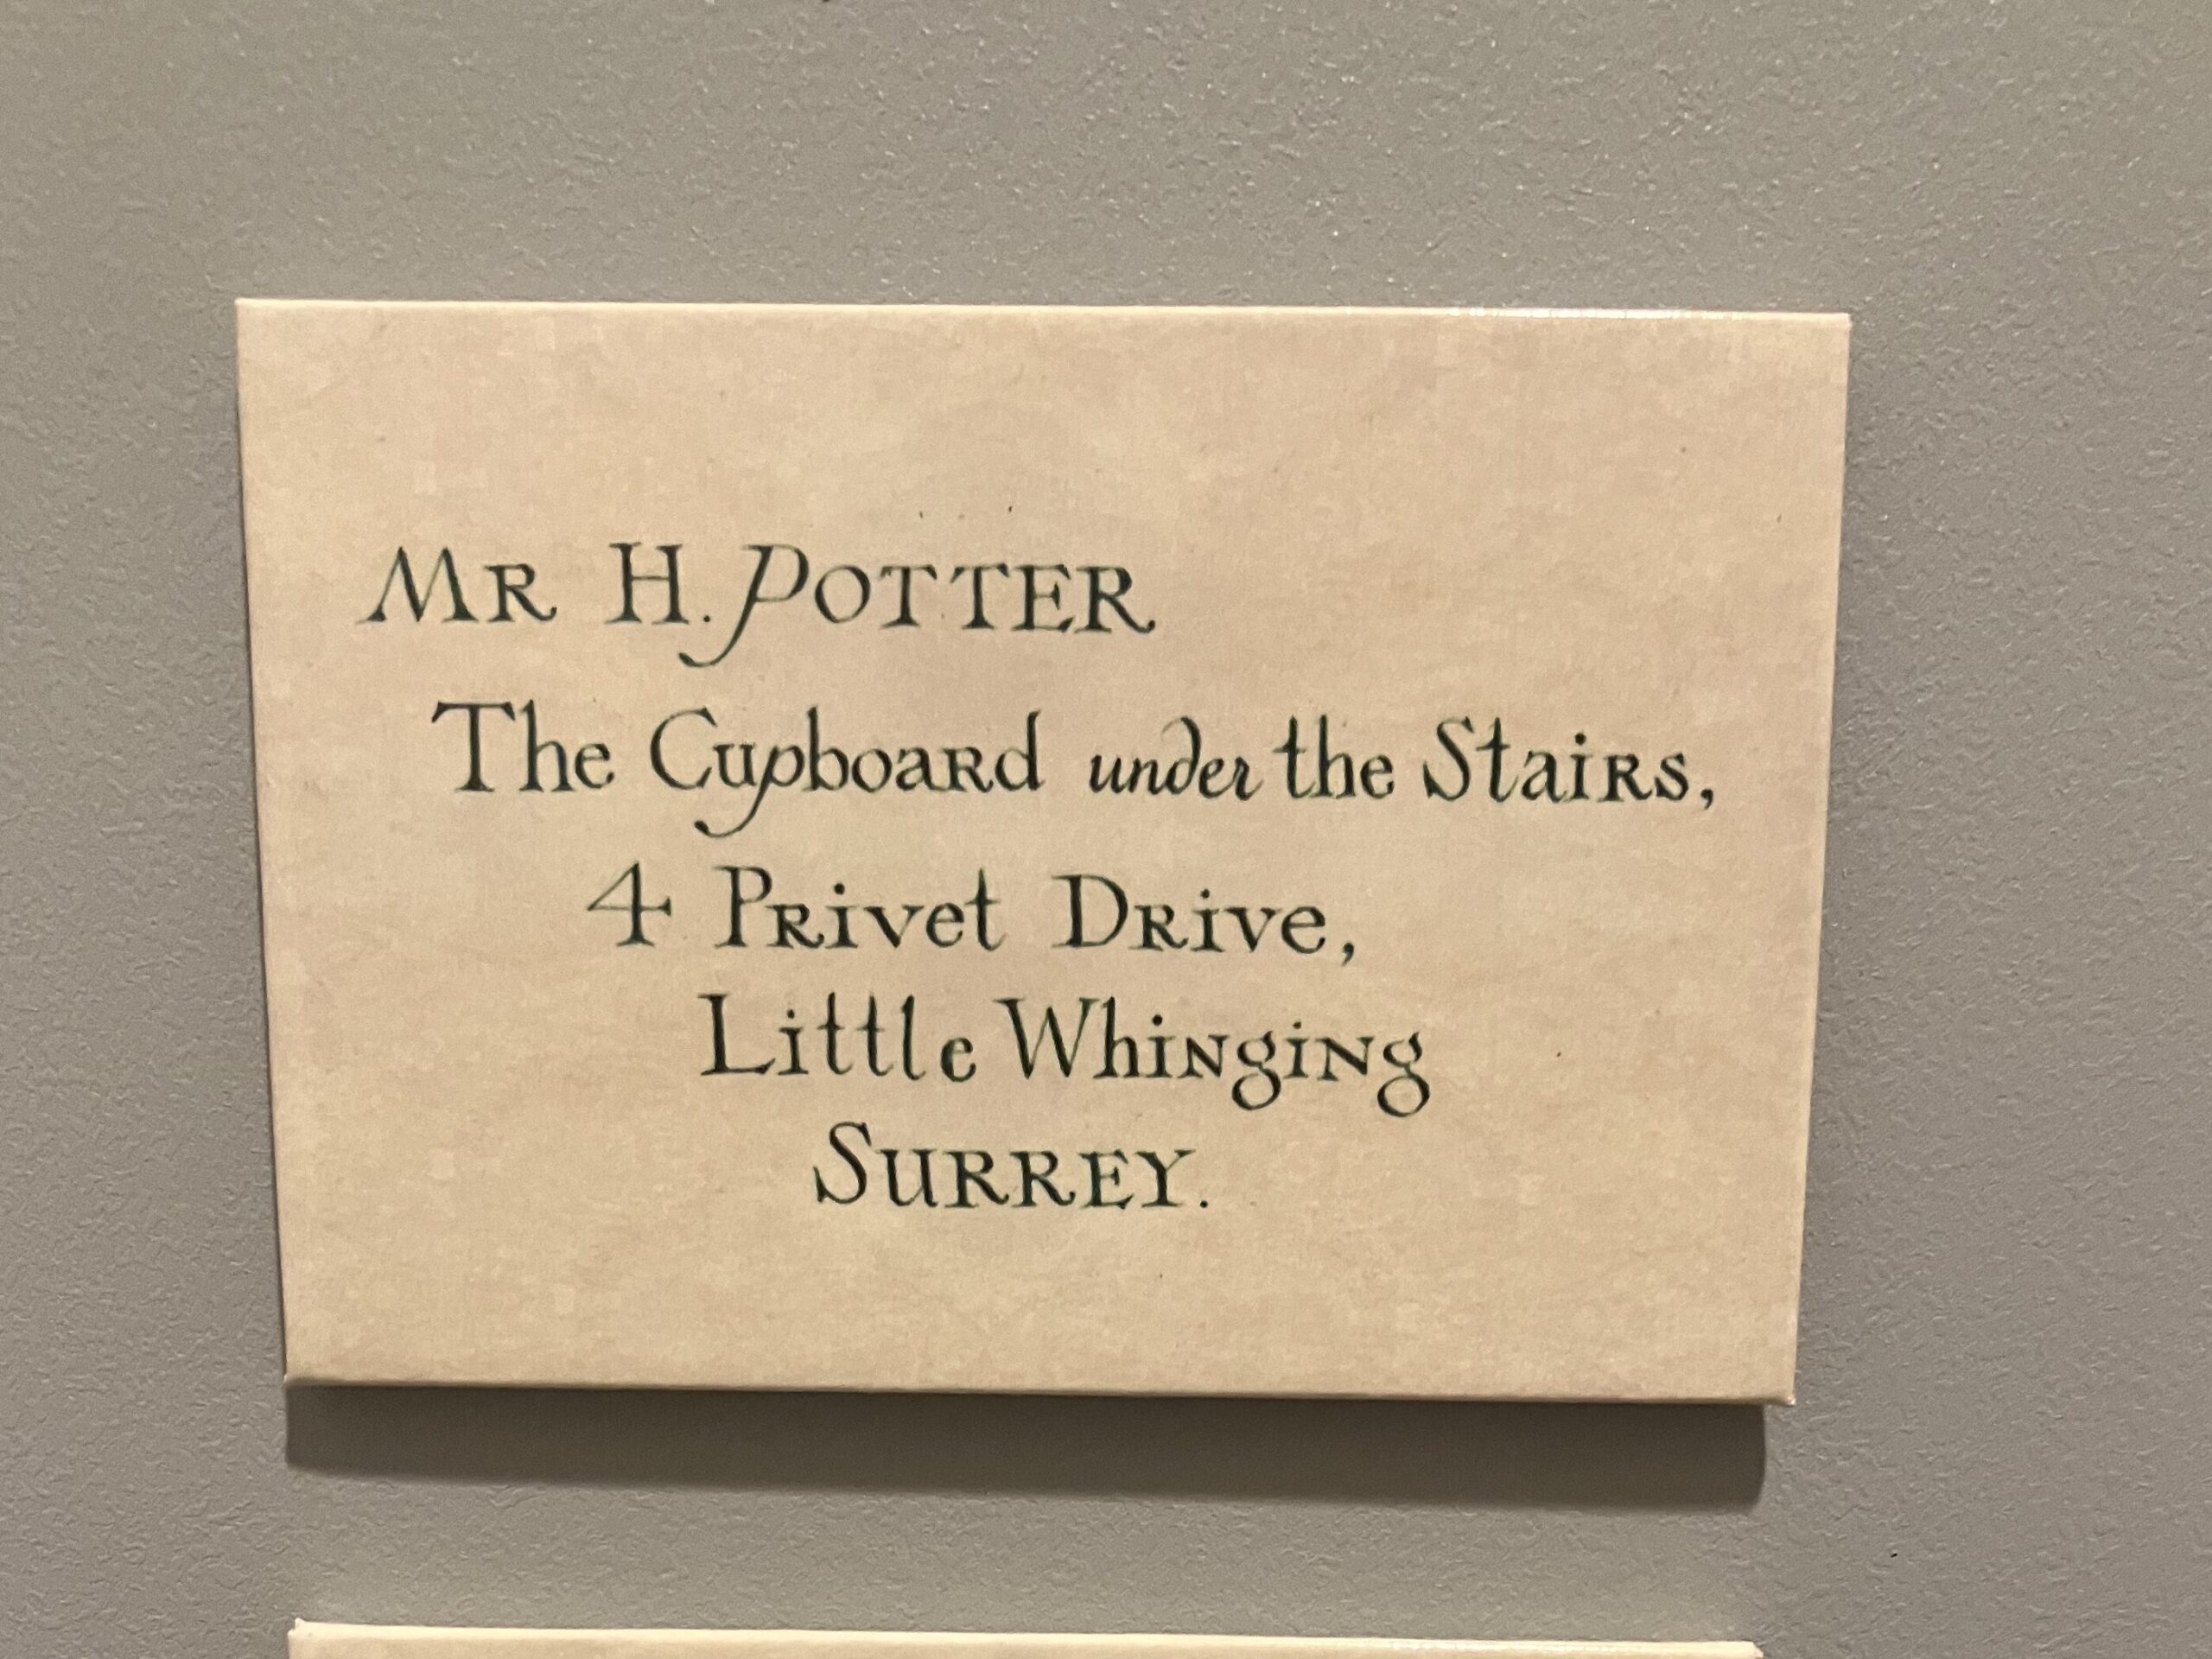 Mr H. Potter
The Cupboard under the Stairs,
4 Privet Drive,
Little Whinging
Surrey.